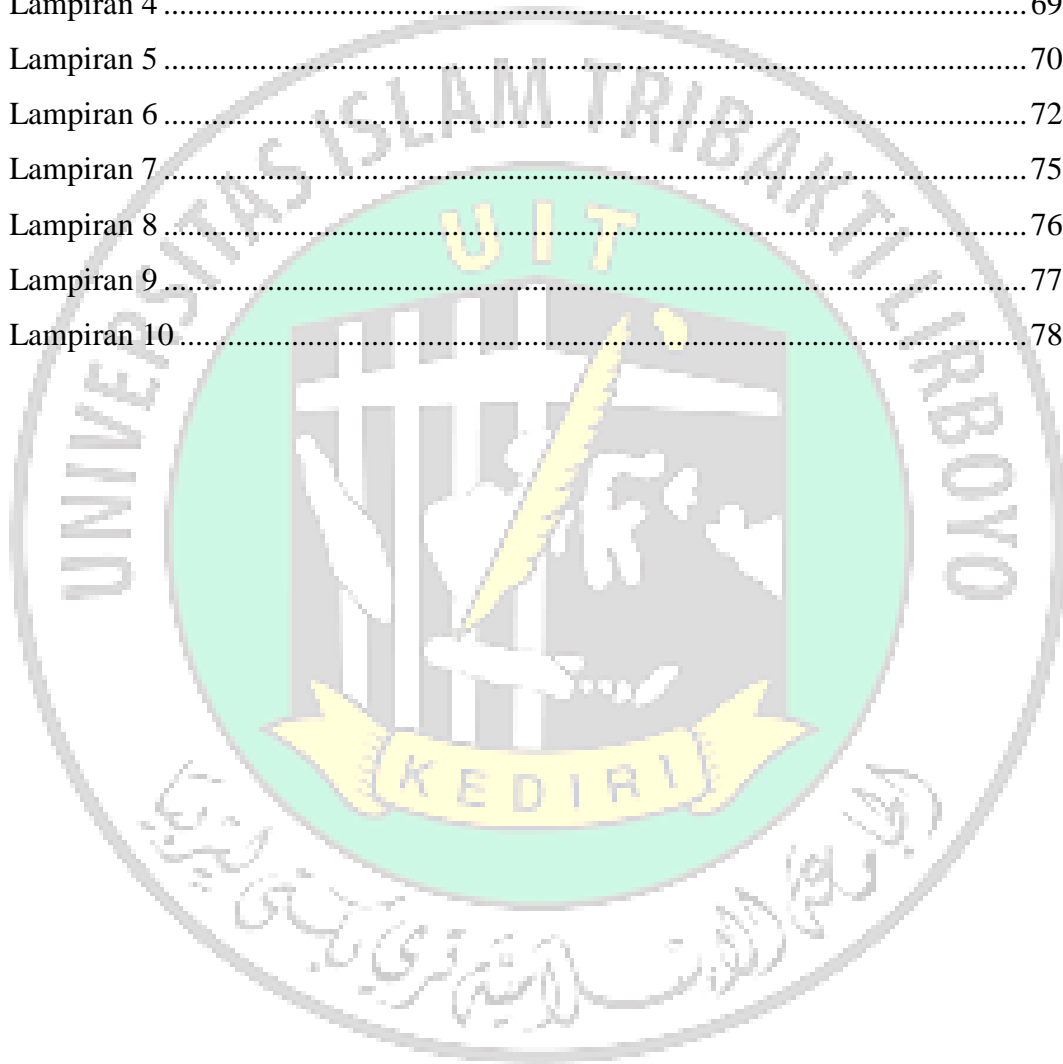 Lampiran 4 ........ 69
Lampiran 5 ........ 70
Lampiran 6 ........ 72
Lampiran 7 ........ 75
Lampiran 8 ........ 76
Lampiran 9 ........ 77
Lampiran 10 ........ 78
UNIVERSITAS ISLAM TRIBAKTI LIRBOYO
UIT
KEDIRI